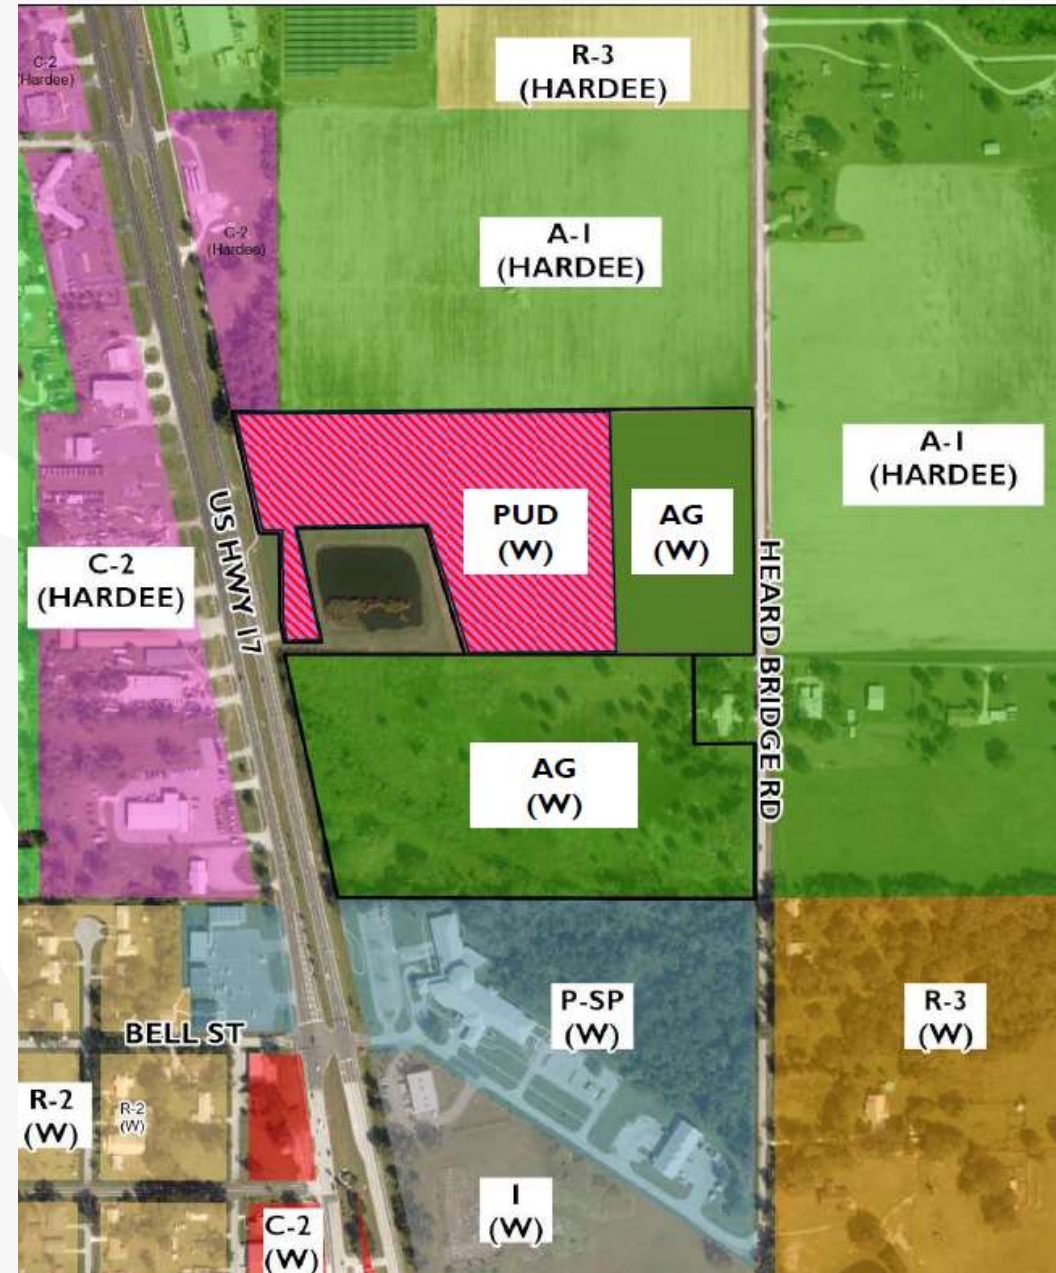 C-2
(Hardee)
R-3
(HARDEE)
C-2
(Hardee)
A-1
(HARDEE)
A-1
(HARDEE)
US HWY 17
PUD
(W)
AG
(W)
C-2
(HARDEE)
HEARD BRIDGE RD
AG
(W)
P-SP
(W)
R-3
(W)
BELL ST
R-2
(W)
R-2
(W)
I
(W)
C-2
(W)